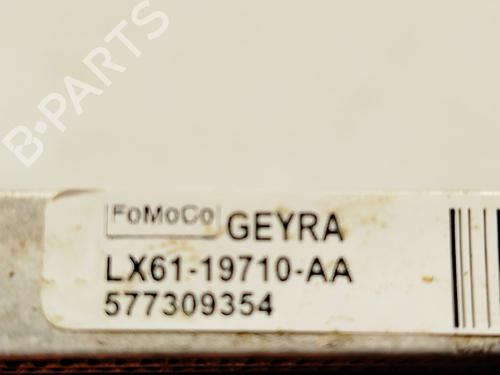 B-PARTS
FoMoCo GEYRA
LX61-19710-AA
577309354